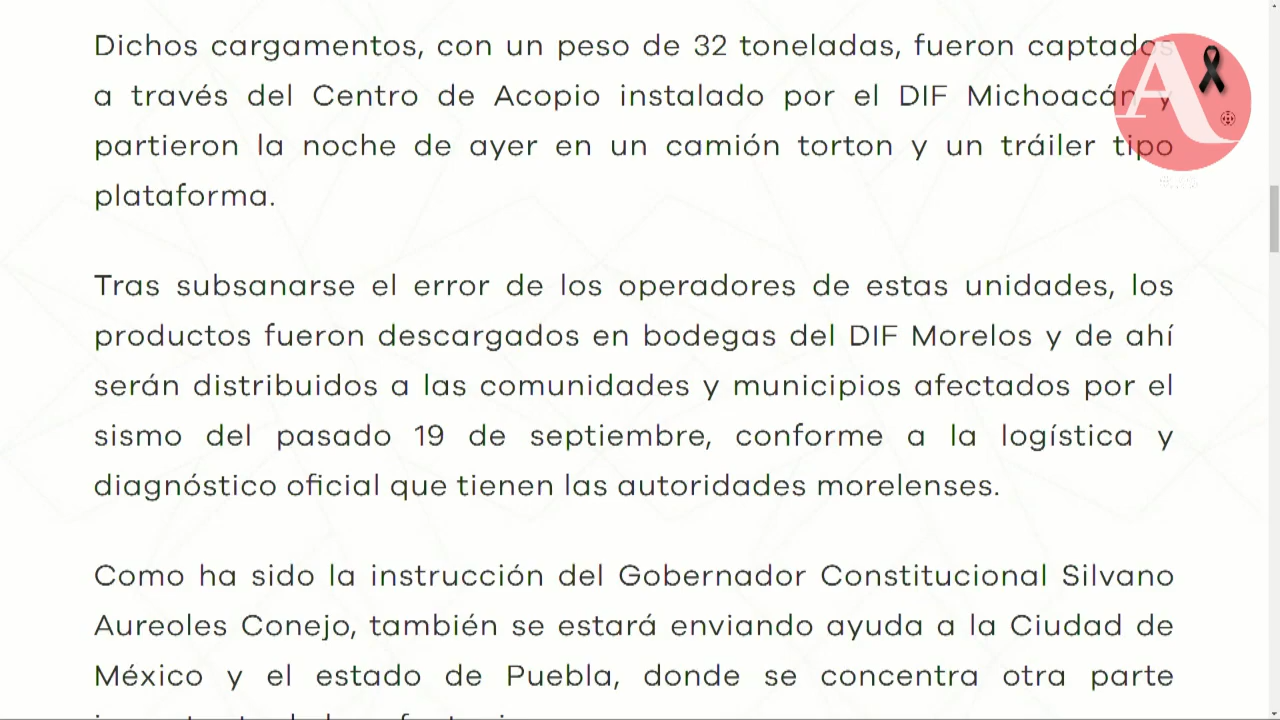 Dichos cargamentos, con un peso de 32 toneladas, fueron captados
a través del Centro de Acopio instalado por el DIF Michoacán y
partieron la noche de ayer en un camión torton y un tráiler tipo
plataforma.
Tras subsanarse el error de los operadores de estas unidades, los
productos fueron descargados en bodegas del DIF Morelos y de ahí
serán distribuidos a las comunidades y municipios afectados por el
sismo del pasado 19 de septiembre, conforme a la logística y
diagnóstico oficial que tienen las autoridades morelenses.
Como ha sido la instrucción del Gobernador Constitucional Silvano
Aureoles Conejo, también se estará enviando ayuda a la Ciudad de
México y el estado de Puebla, donde se concentra otra parte
A